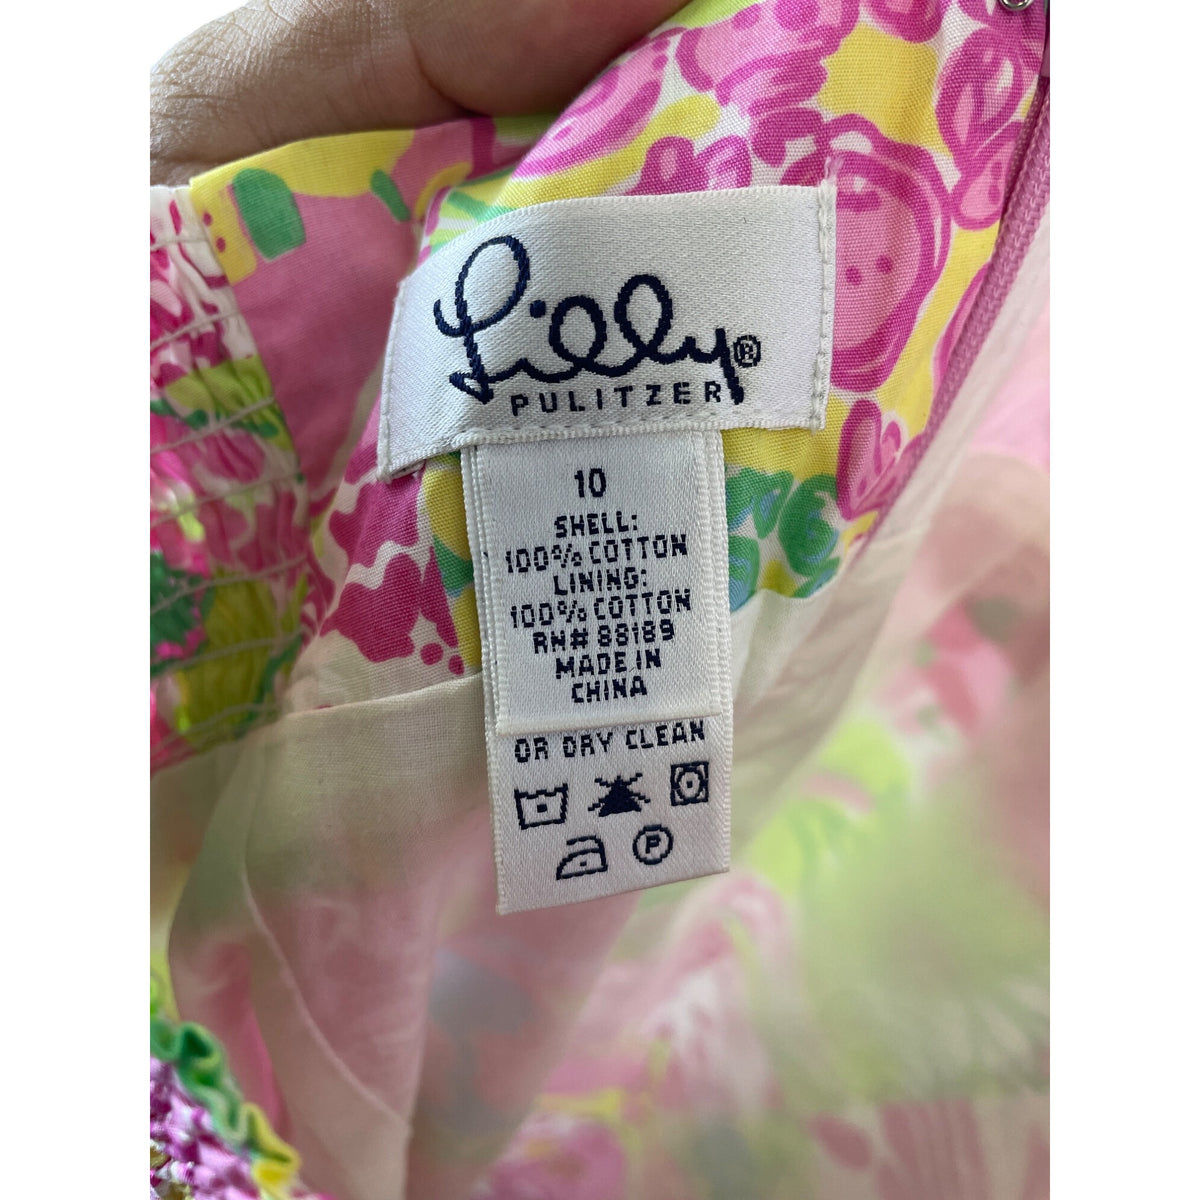 Lilly®
PULITZER
10
SHELL:
100% COTTON
LINING:
100% COTTON
RN# 88189
MADE IN
CHINA
OR DRY CLEAN
P